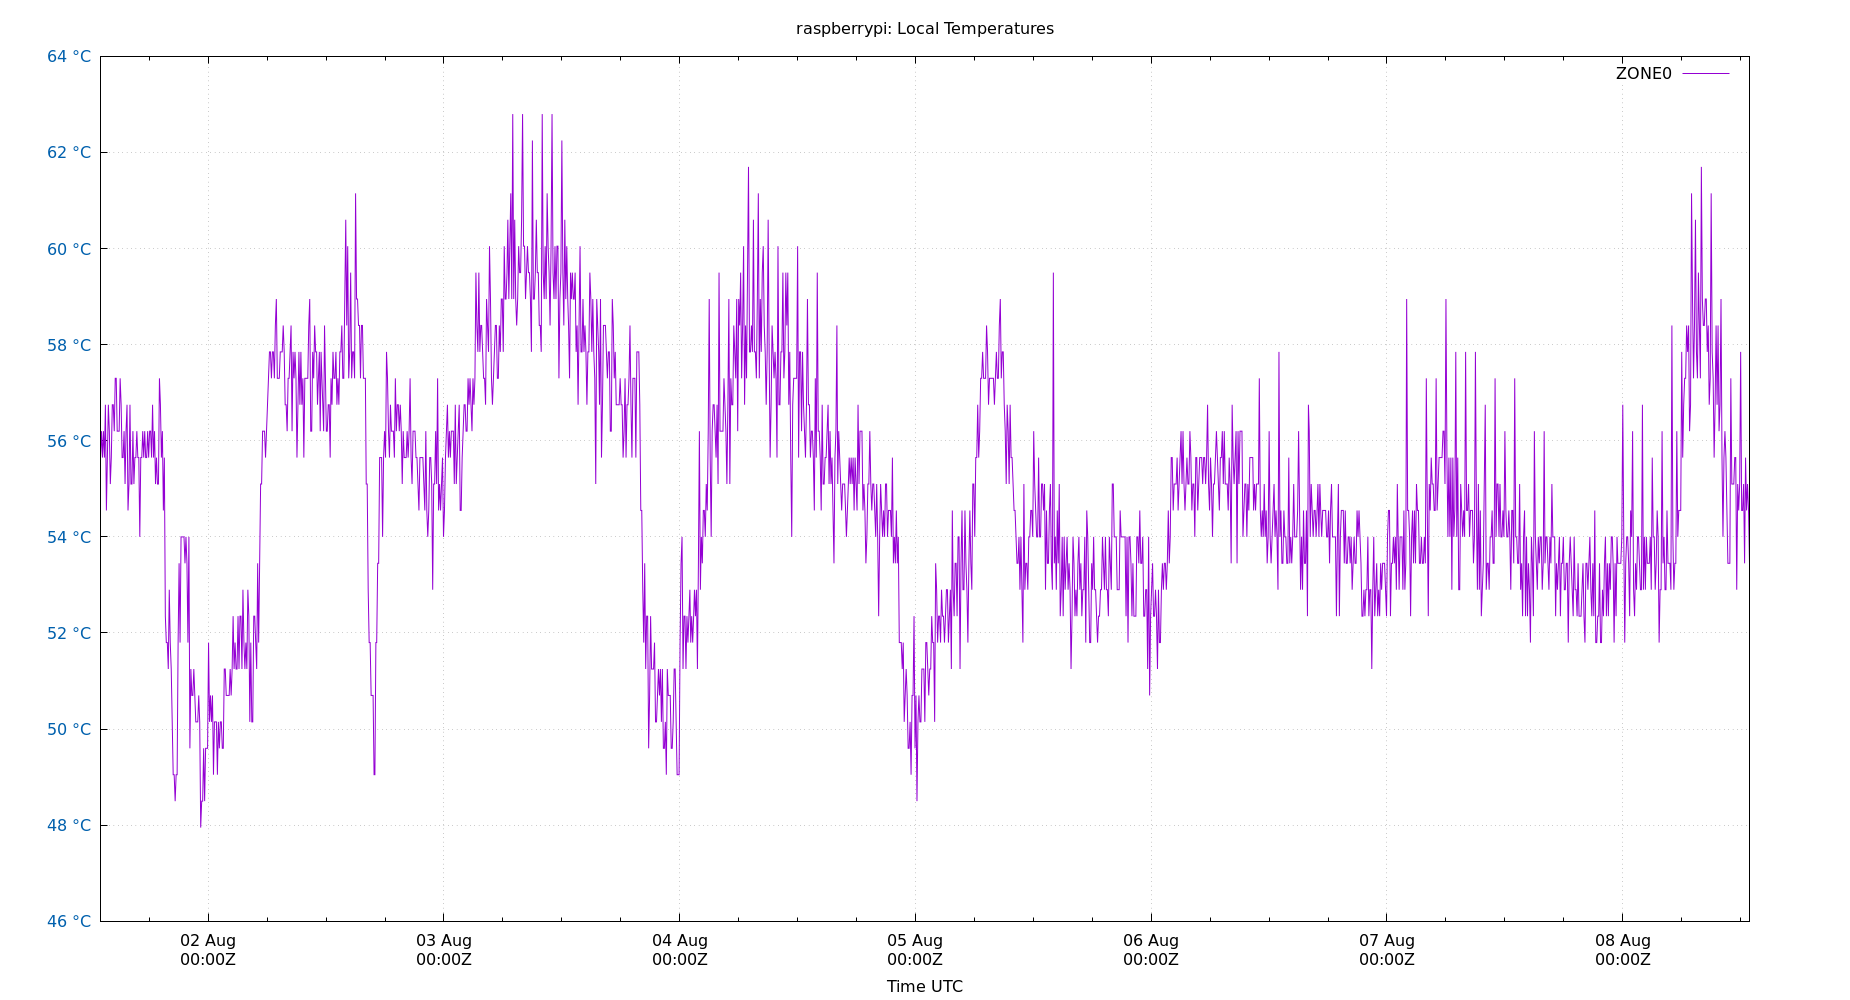 raspberrypi: Local Temperatures
64 °C
ZONE0
62 °C
60 °C
58 °C
56 °C
54 °C
52 °C
50 °C
48 °C
46 °C
02 Aug 03 Aug 04 Aug 05 Aug 06 Aug 07 Aug 08 Aug
00:00Z 00:00Z 00:00Z 00:00Z 00:00Z 00:00Z 00:00Z
Time UTC